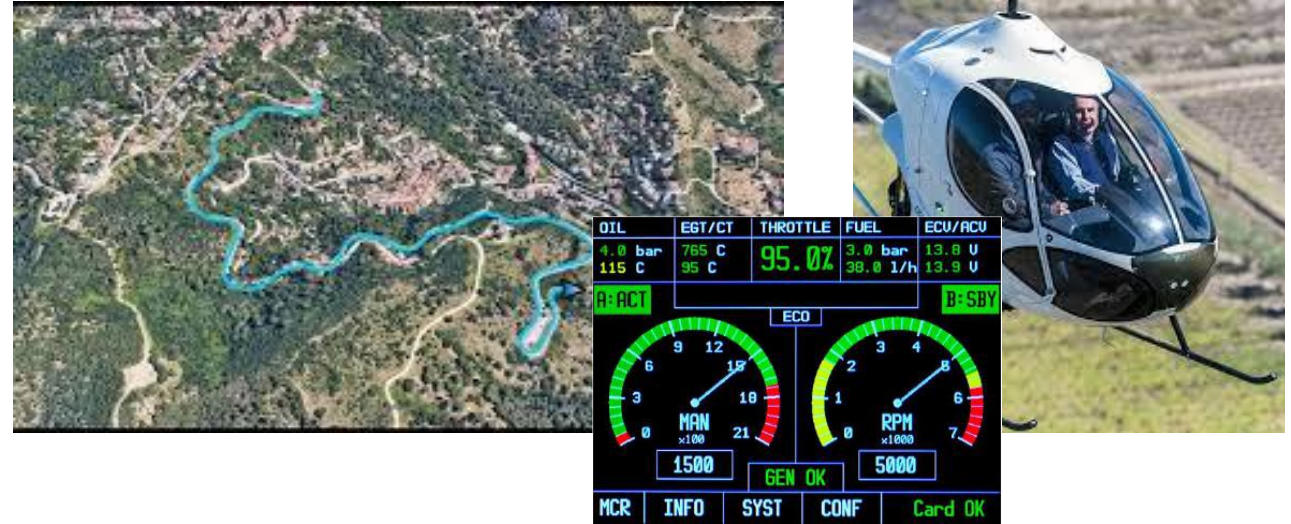 OIL EGT/CT THROTTLE FUEL ECV/ACV
4.0 bar 765 C 95.0% 3.0 bar 13.8 V
115 C 95 C 38.0 l/h 13.9 V
A:ACT B:SBY
ECO
9 12 3 4
6 15 2 5
3 18 1 6
0 21 0 7
MAN RPM
x100 x1000
1500 5000
GEN OK
MCR INFO SYST CONF Card OK